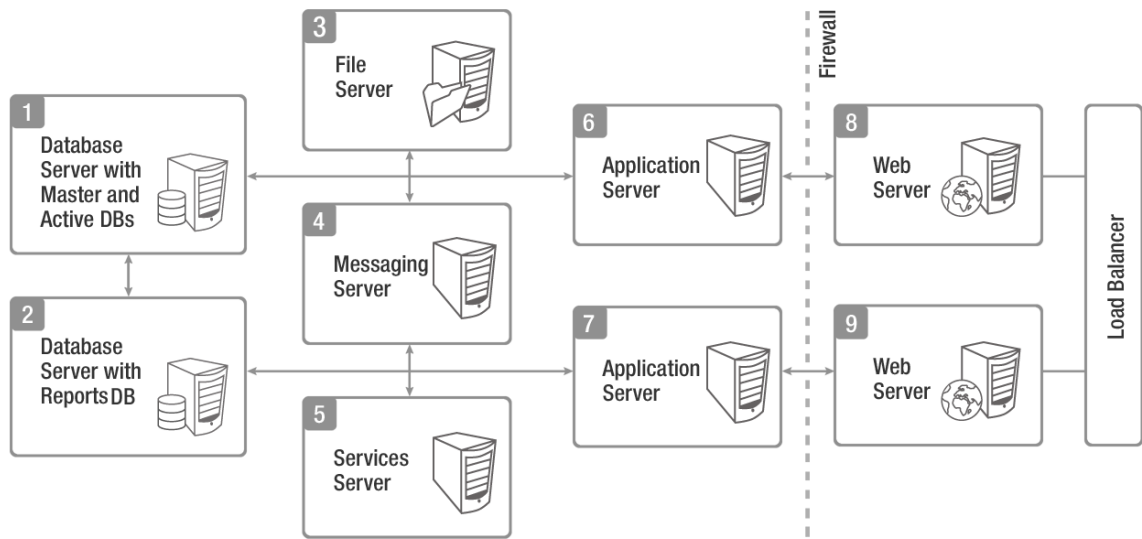 1
Database
Server with
Master and
Active DBs
2
Database
Server with
Reports DB
3
File
Server
4
Messaging
Server
5
Services
Server
6
Application
Server
7
Application
Server
Firewall
8
Web
Server
9
Web
Server
Load Balancer